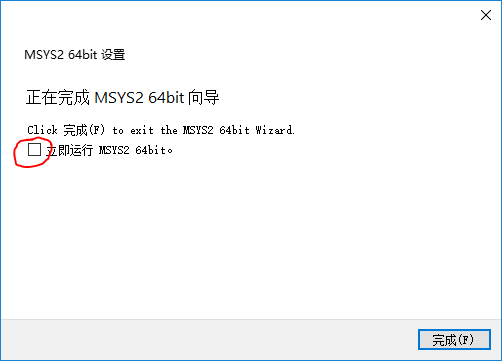 MSYS2 64bit 设置
正在完成 MSYS2 64bit 向导
Click 完成(F) to exit the MSYS2 64bit Wizard.
立即运行 MSYS2 64bit。
完成(F)